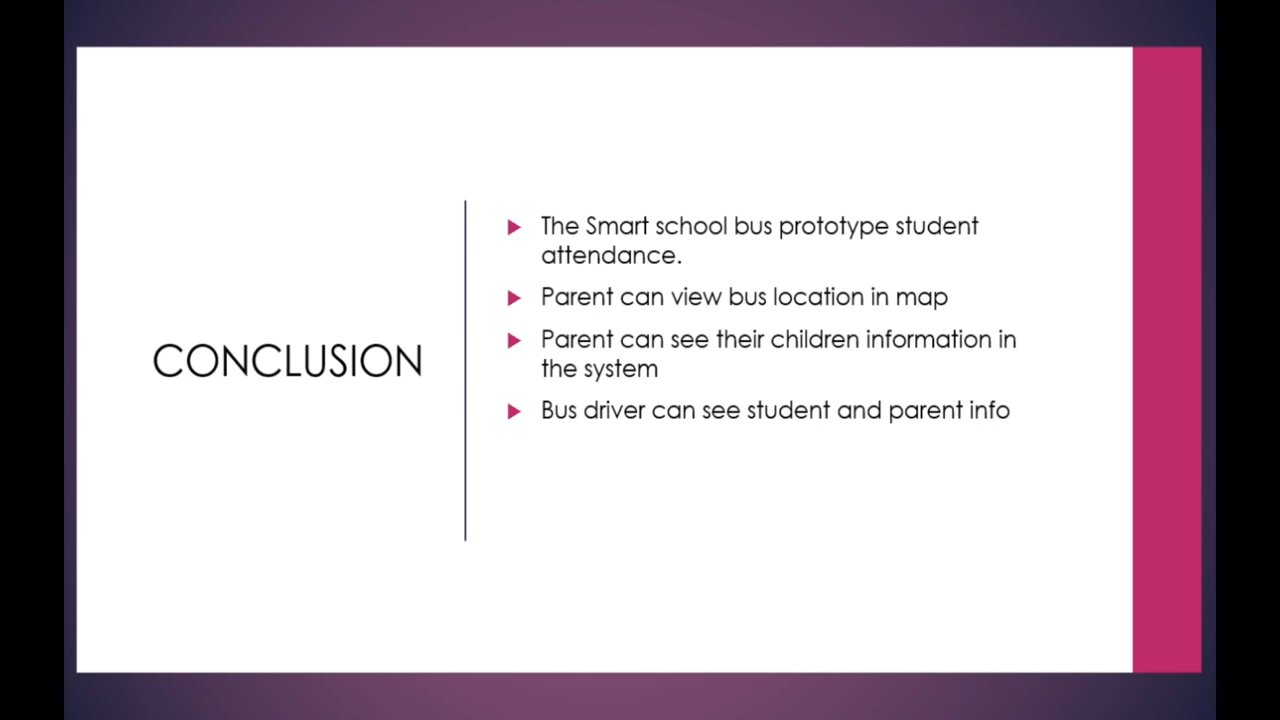 CONCLUSION
The Smart school bus prototype student
attendance.
Parent can view bus location in map
Parent can see their children information in
the system
Bus driver can see student and parent info